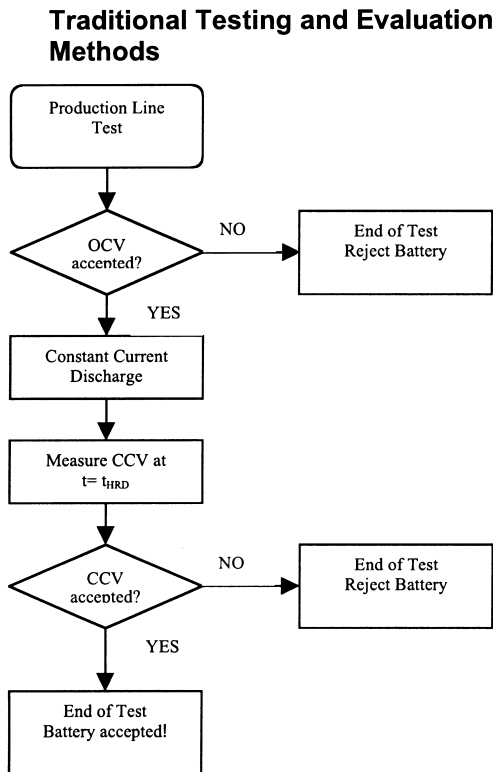 Traditional Testing and Evaluation
Methods
Production Line
Test
OCV
accepted?
NO
End of Test
Reject Battery
YES
Constant Current
Discharge
Measure CCV at
t= tHRD
CCV
accepted?
NO
End of Test
Reject Battery
YES
End of Test
Battery accepted!